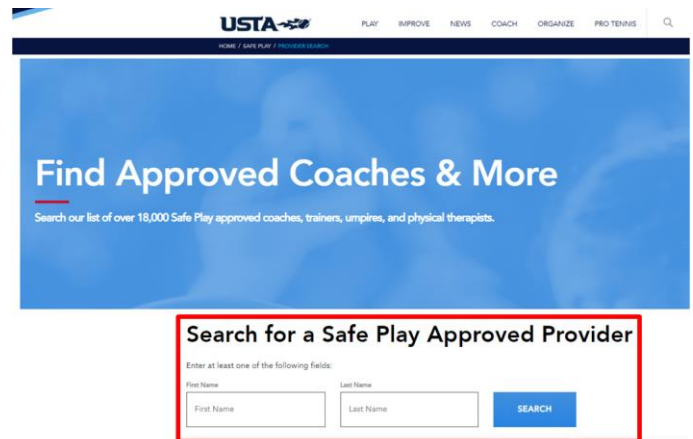 USTA
PLAY IMPROVE NEWS COACH ORGANIZE PRO TENNIS
HOME / SAFE PLAY / PROVIDER SEARCH
Find Approved Coaches & More
Search our list of over 18,000 Safe Play approved coaches, trainers, umpires, and physical therapists.
Search for a Safe Play Approved Provider
Enter at least one of the following fields:
First Name Last Name
First Name Last Name SEARCH